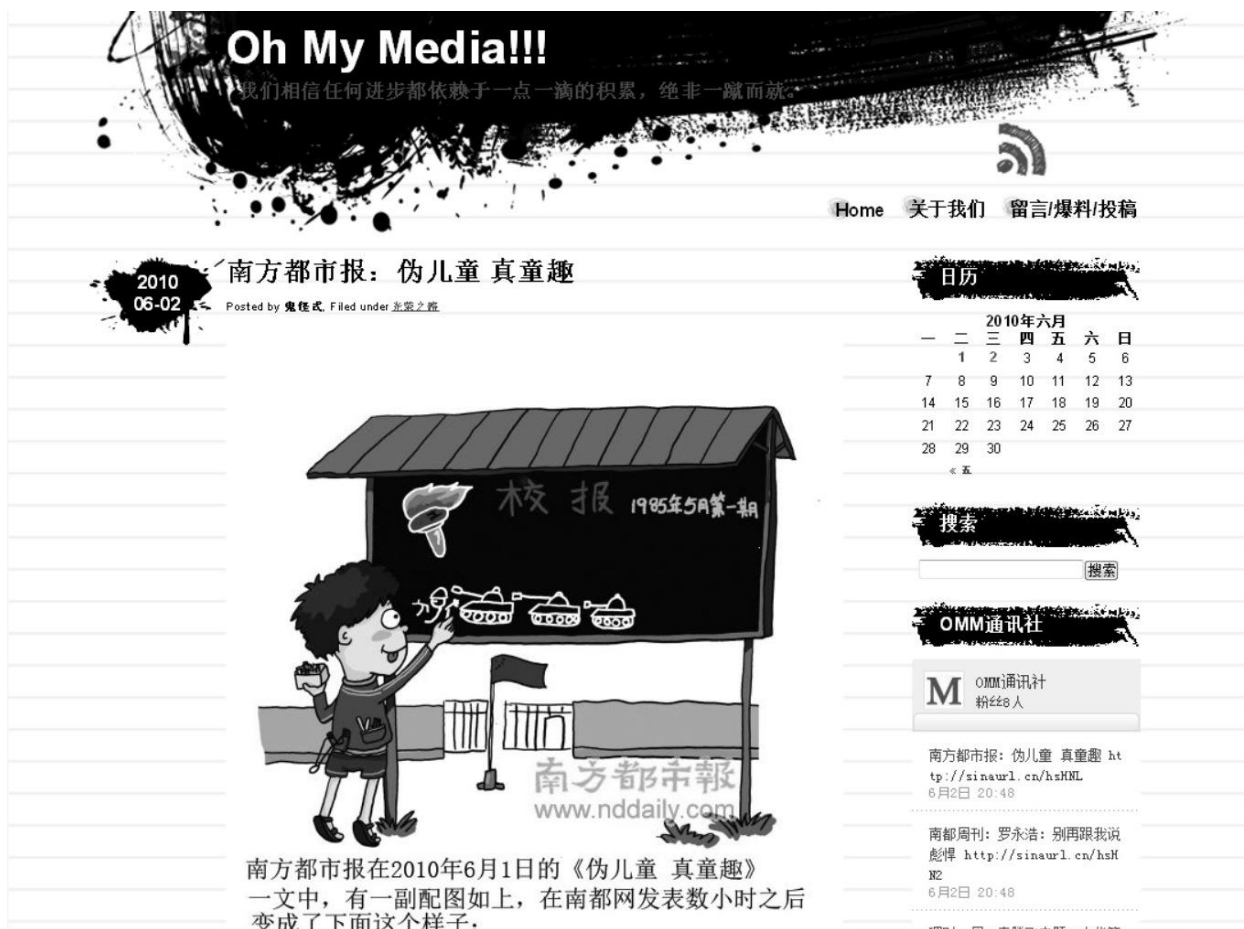 Oh My Media!!!
我们相信任何进步都依赖于一点一滴的积累，绝非一蹴而就。
Home 关于我们 留言/爆料/投稿
2010
06-02
南方都市报：伪儿童 真童趣
Posted by 鬼怪式, Filed under 光荣之路
校报 1985年5月第一期
南方都市報
www.nddaily.com
南方都市报在2010年6月1日的《伪儿童 真童趣》
一文中，有一副配图如上，在南都网发表数小时之后
变成了下面这个样子：
日历
2010年六月
一 二 三 四 五 六 日
1 2 3 4 5 6
7 8 9 10 11 12 13
14 15 16 17 18 19 20
21 22 23 24 25 26 27
28 29 30
« 五
搜索
搜索
OMM通讯社
M
OMM通讯社
粉丝8人
南方都市报：伪儿童 真童趣 ht
tp://sinaurl.cn/hsHNL
6月2日 20:48
南都周刊：罗永浩：别再跟我说
彪悍 http://sinaurl.cn/hsH
N2
6月2日 20:48